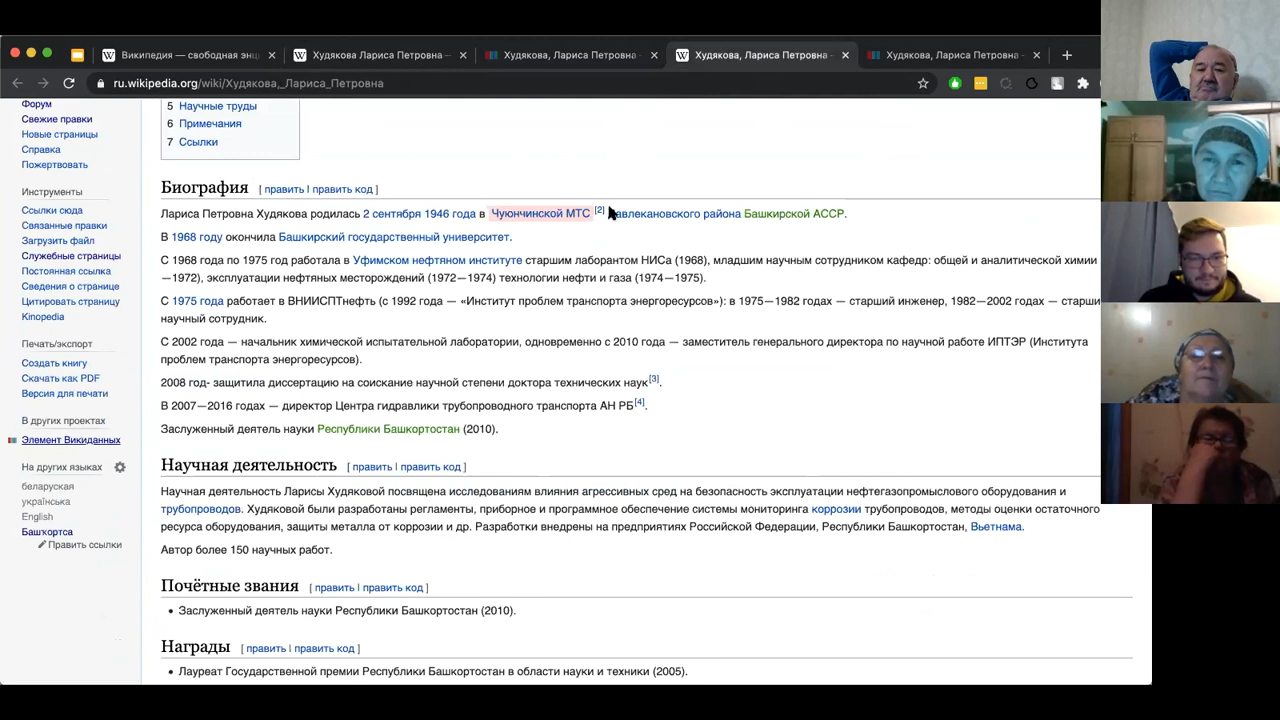 Википедия — свободная энц
Худякова Лариса Петровна —
Худякова, Лариса Петровна -
Худякова, Лариса Петровна -
Худякова, Лариса Петровна -
ru.wikipedia.org/wiki/Худякова,_Лариса_Петровна
Форум
Свежие правки
Новые страницы
Справка
Пожертвовать
Инструменты
Ссылки сюда
Связанные правки
Загрузить файл
Служебные страницы
Постоянная ссылка
Сведения о странице
Цитировать страницу
Kinopedia
Печать/экспорт
Создать книгу
Скачать как PDF
Версия для печати
В других проектах
Элемент Викиданных
На других языках
беларуская
українська
English
Башҡортса
Править ссылки
5 Научные труды
6 Примечания
7 Ссылки
Биография [ править | править код ]
Лариса Петровна Худякова родилась 2 сентября 1946 года в Чуюнчинской МТС [2] авлекановского района Башкирской АССР.
В 1968 году окончила Башкирский государственный университет.
С 1968 года по 1975 год работала в Уфимском нефтяном институте старшим лаборантом НИСа (1968), младшим научным сотрудником кафедр: общей и аналитической химии
—1972), эксплуатации нефтяных месторождений (1972—1974) технологии нефти и газа (1974—1975).
С 1975 года работает в ВНИИСПТнефть (с 1992 года — «Институт проблем транспорта энергоресурсов»): в 1975—1982 годах — старший инженер, 1982—2002 годах — старши
научный сотрудник.
С 2002 года — начальник химической испытательной лаборатории, одновременно с 2010 года — заместитель генерального директора по научной работе ИПТЭР (Института
проблем транспорта энергоресурсов).
2008 год- защитила диссертацию на соискание научной степени доктора технических наук[3].
В 2007—2016 годах — директор Центра гидравлики трубопроводного транспорта АН РБ[4].
Заслуженный деятель науки Республики Башкортостан (2010).
Научная деятельность [ править | править код ]
Научная деятельность Ларисы Худяковой посвящена исследованиям влияния агрессивных сред на безопасность эксплуатации нефтегазопромыслового оборудования и
трубопроводов. Худяковой были разработаны регламенты, приборное и программное обеспечение системы мониторинга коррозии трубопроводов, методы оценки остаточного
ресурса оборудования, защиты металла от коррозии и др. Разработки внедрены на предприятиях Российской Федерации, Республики Башкортостан, Вьетнама.
Автор более 150 научных работ.
Почётные звания [ править | править код ]
• Заслуженный деятель науки Республики Башкортостан (2010).
Награды [ править | править код ]
• Лауреат Государственной премии Республики Башкортостан в области науки и техники (2005).